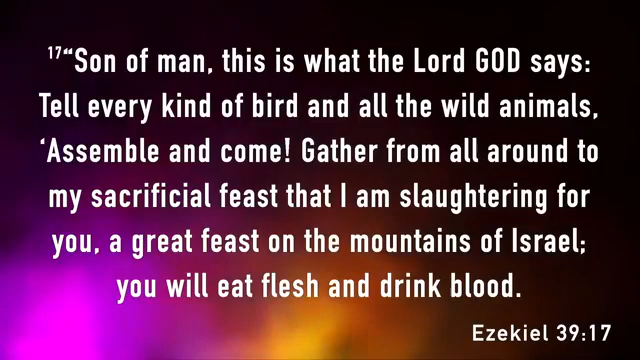 17“Son of man, this is what the Lord GOD says:
Tell every kind of bird and all the wild animals,
‘Assemble and come! Gather from all around to
my sacrificial feast that I am slaughtering for
you, a great feast on the mountains of Israel;
you will eat flesh and drink blood.
Ezekiel 39:17